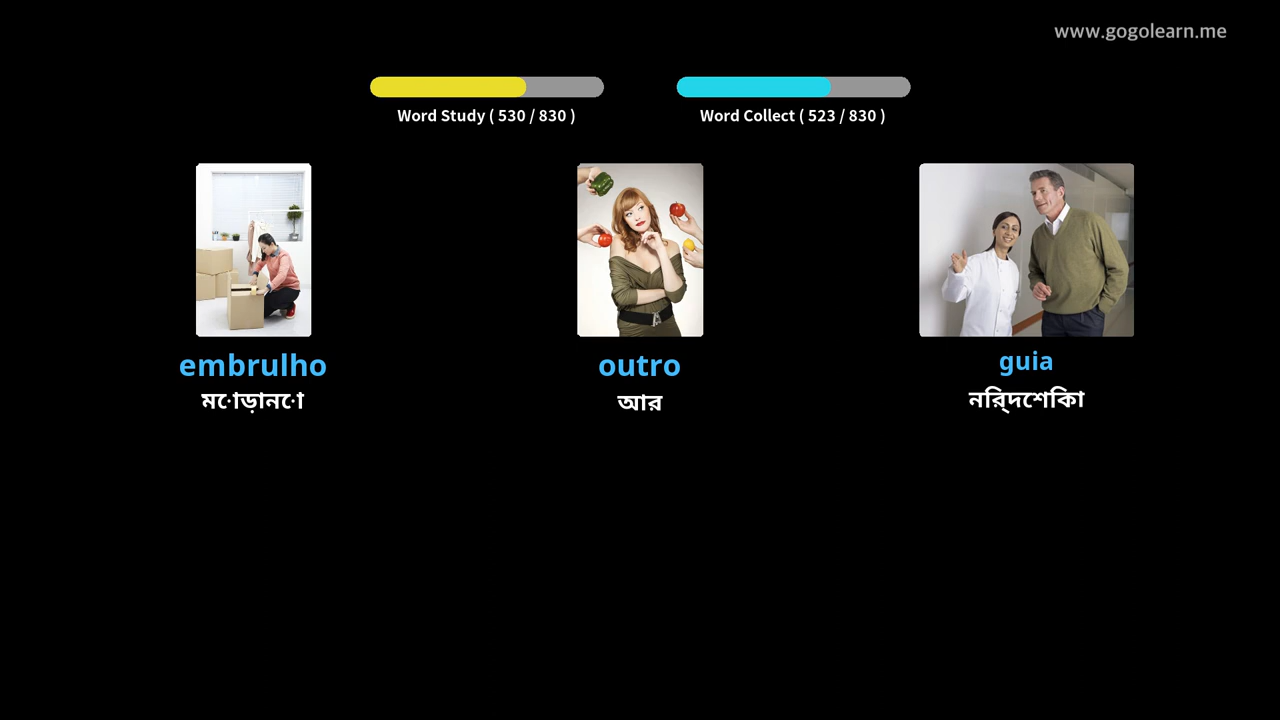 www.gogolearn.me
Word Study ( 530 / 830 )
Word Collect ( 523 / 830 )
embrulho
মোড়ানো
outro
আর
guia
নির্দেশিকা